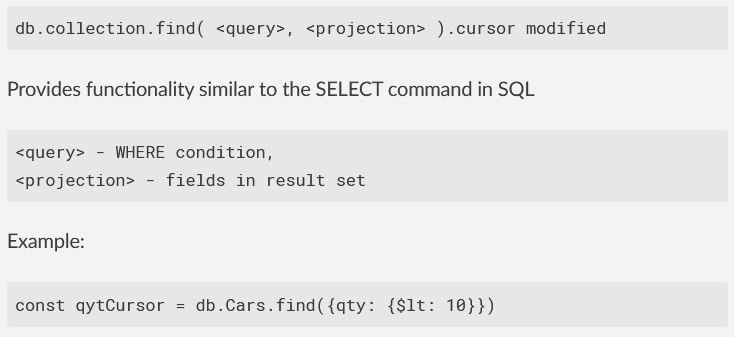 db.collection.find( <query>, <projection> ).cursor modified
Provides functionality similar to the SELECT command in SQL
<query> - WHERE condition,
<projection> - fields in result set
Example:
const qytCursor = db.Cars.find({qty: {$lt: 10}})